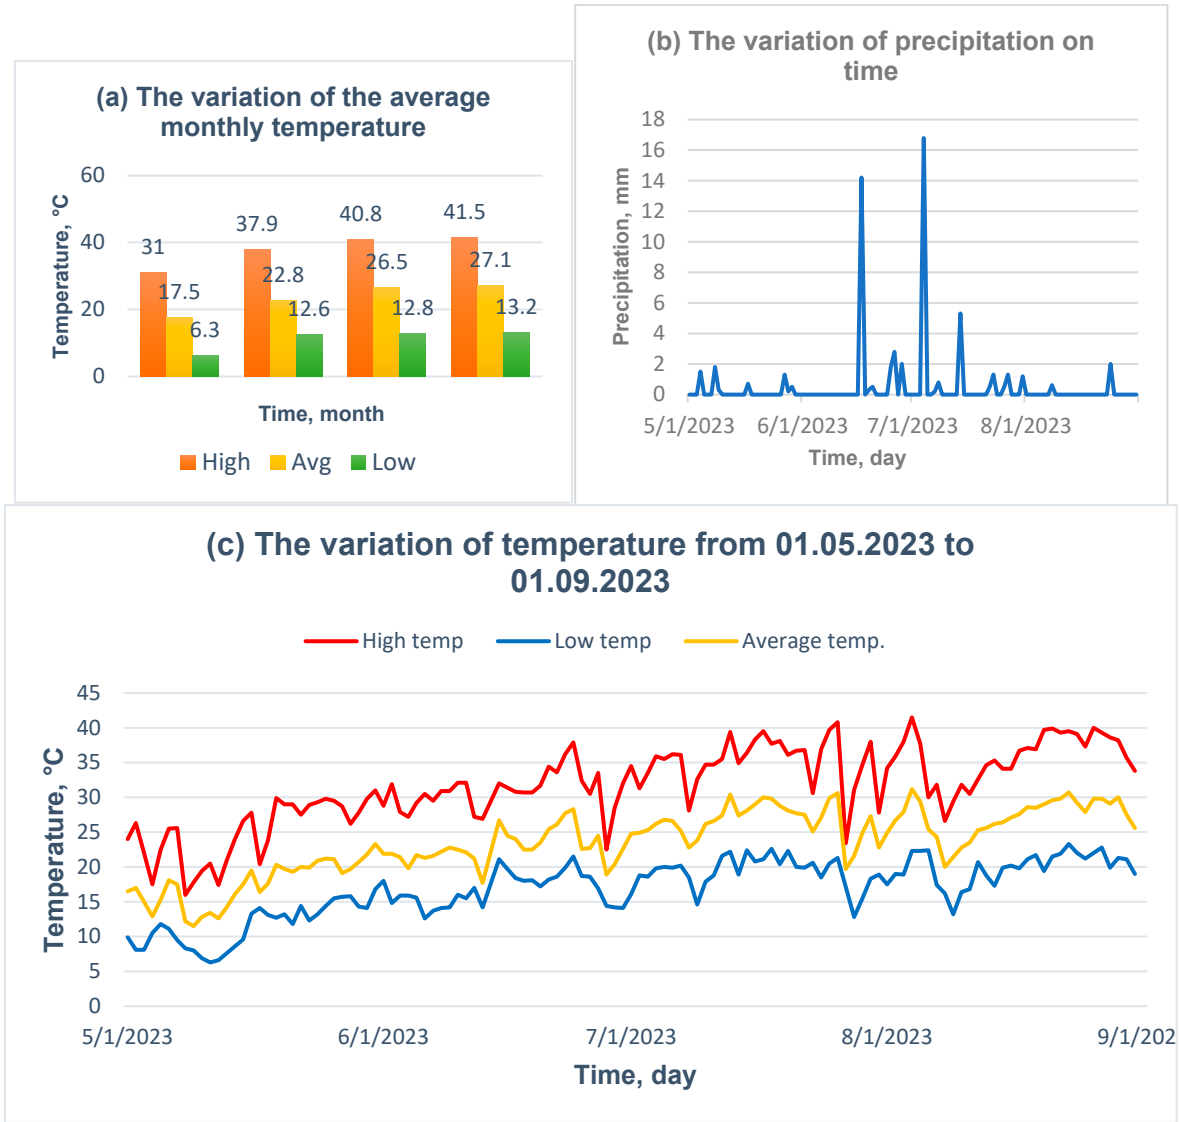 (a) The variation of the average
monthly temperature
Temperature, °C
60
40
20
0
31
17.5
6.3
37.9
22.8
12.6
40.8
26.5
12.8
41.5
27.1
13.2
Time, month
High Avg Low
(b) The variation of precipitation on
time
Precipitation, mm
18
16
14
12
10
8
6
4
2
0
5/1/2023 6/1/2023 7/1/2023 8/1/2023
Time, day
(c) The variation of temperature from 01.05.2023 to
01.09.2023
High temp Low temp Average temp.
Temperature, °C
45
40
35
30
25
20
15
10
5
0
5/1/2023 6/1/2023 7/1/2023 8/1/2023 9/1/202
Time, day